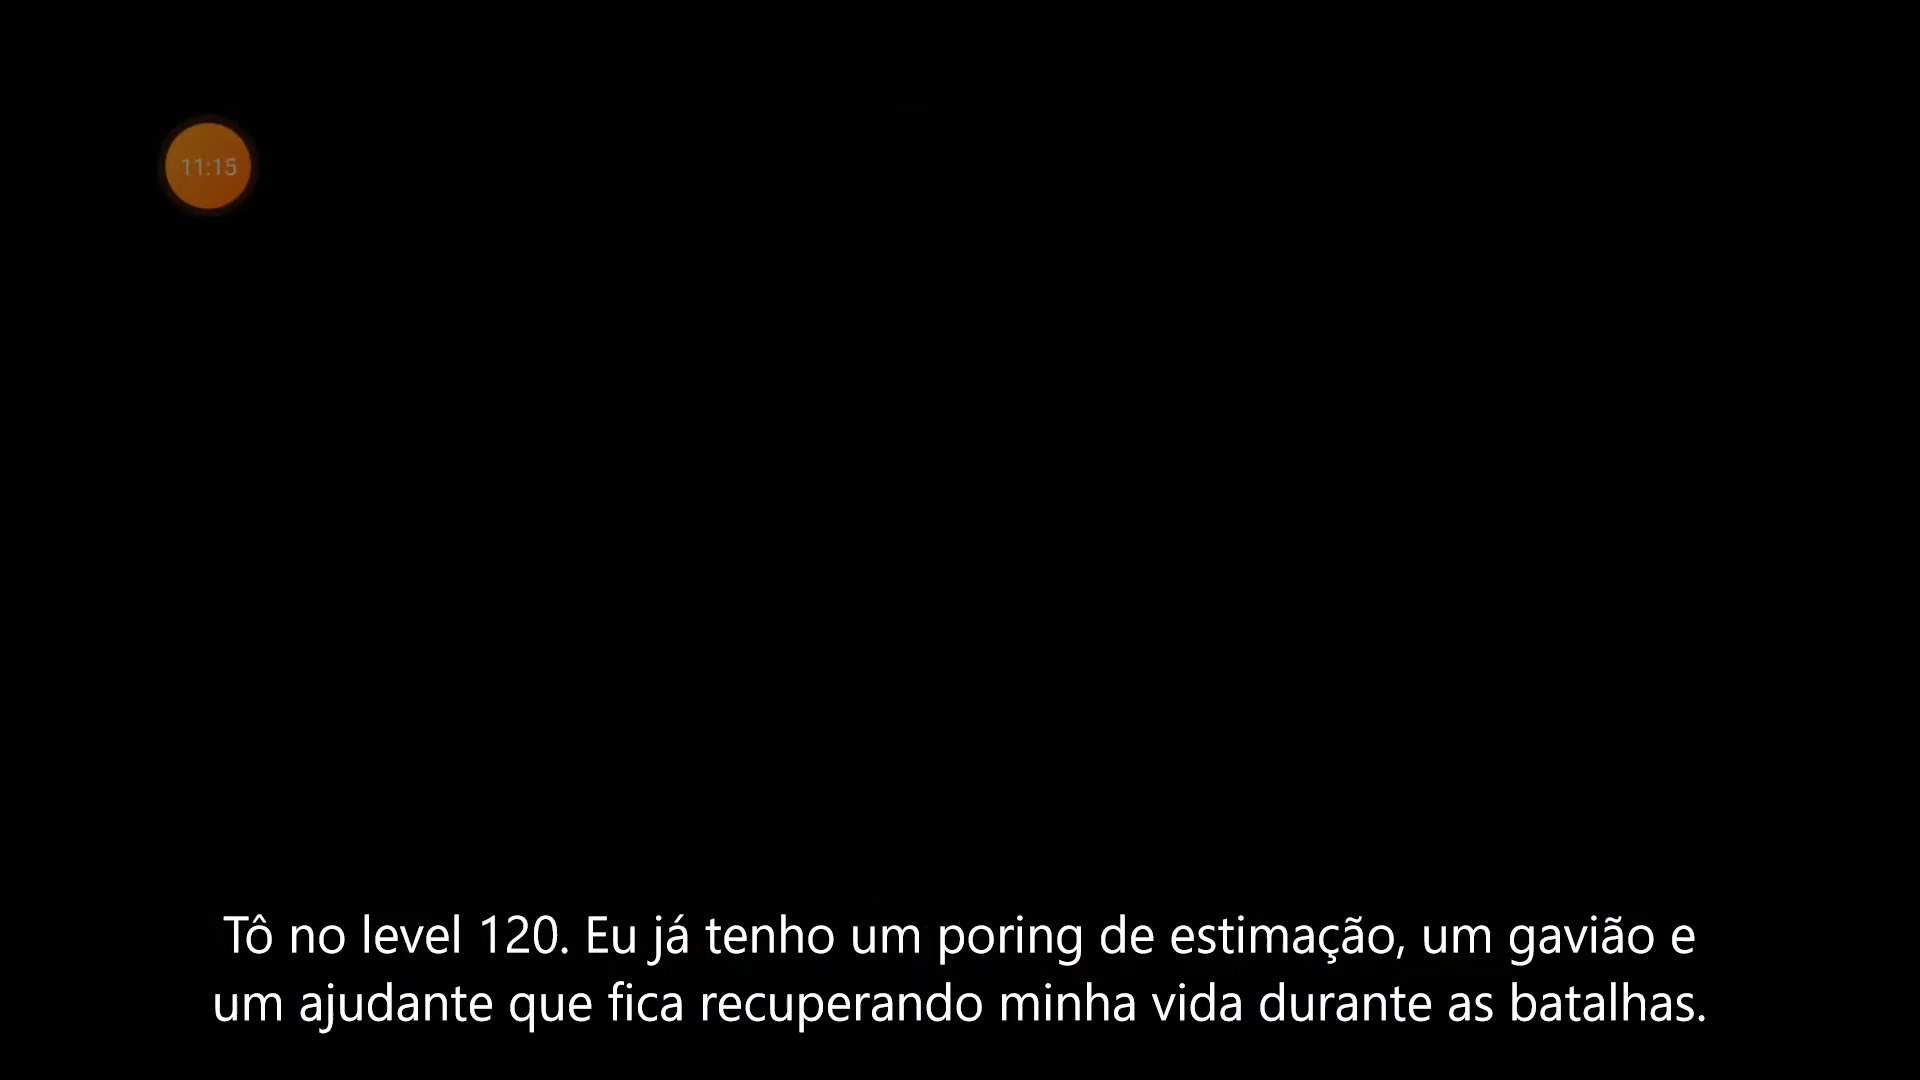 11:15
Tô no level 120. Eu já tenho um poring de estimação, um gavião e
um ajudante que fica recuperando minha vida durante as batalhas.